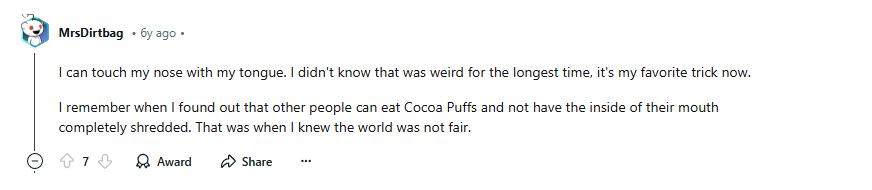 MrsDirtbag • 6y ago •
I can touch my nose with my tongue. I didn't know that was weird for the longest time, it's my favorite trick now.
I remember when I found out that other people can eat Cocoa Puffs and not have the inside of their mouth
completely shredded. That was when I knew the world was not fair.
7 Award Share ···